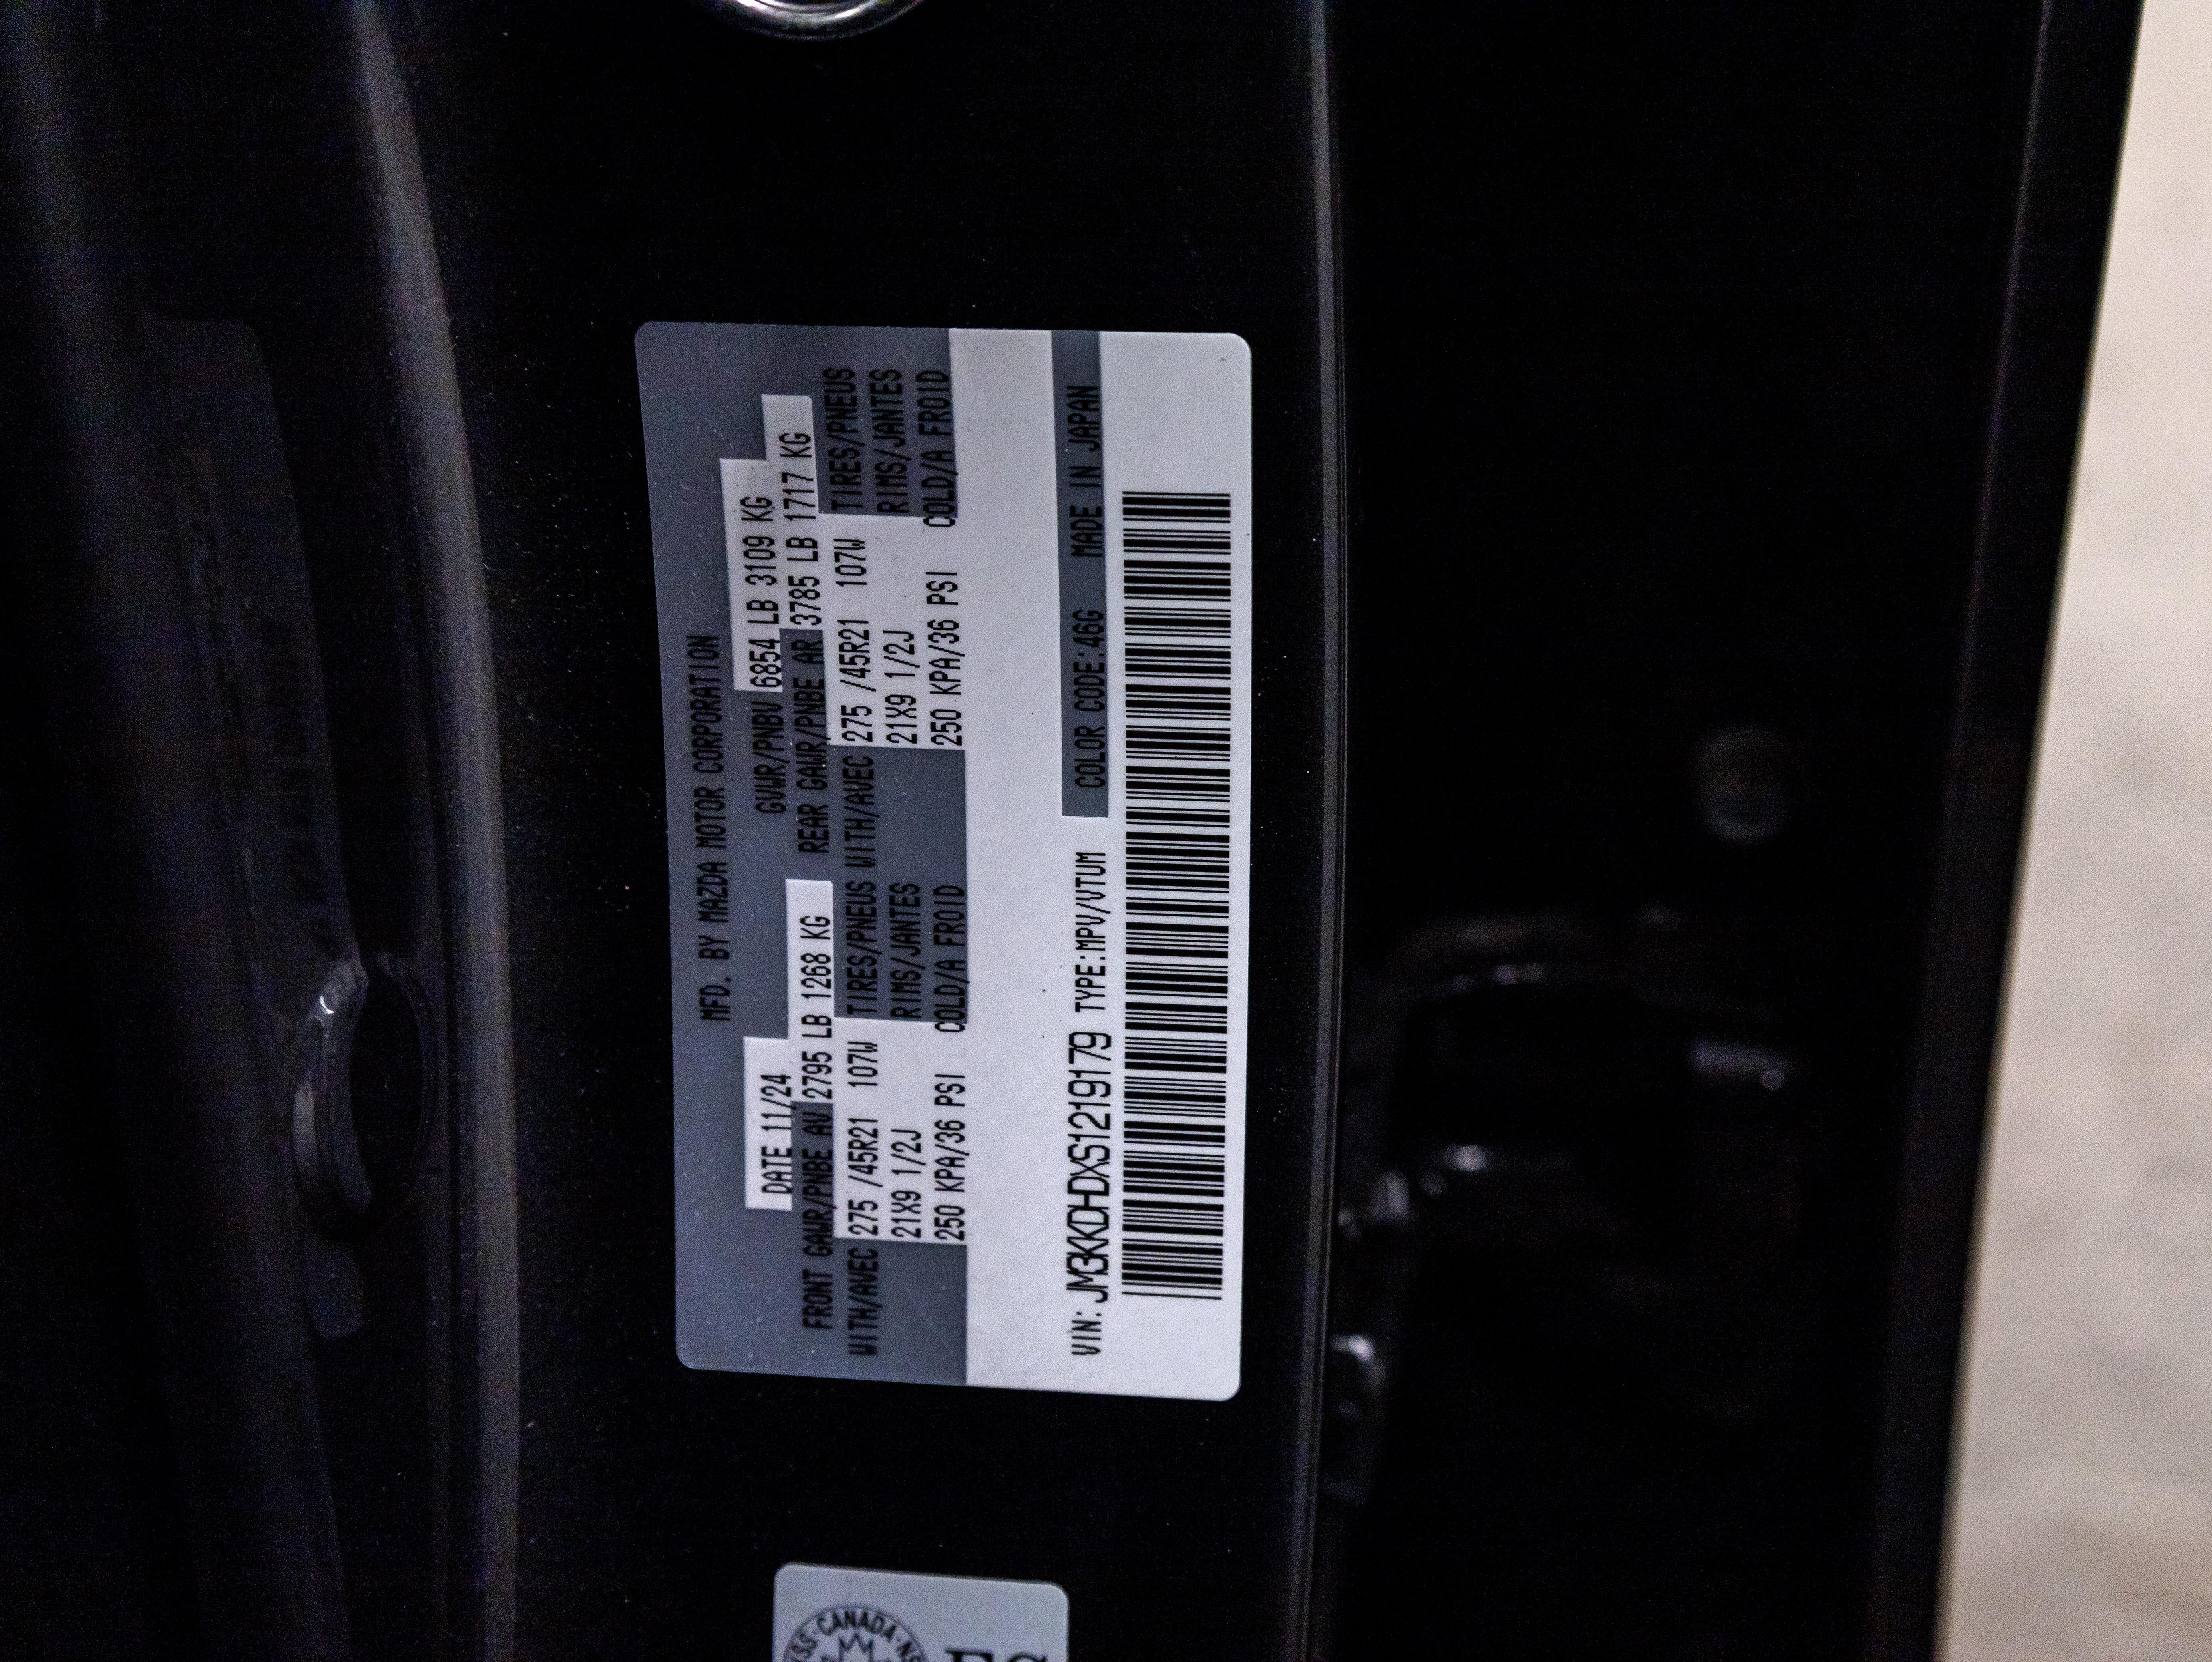 MFD. BY MAZDA MOTOR CORPORATION
DATE 11/24 GVWR/PNBV 6854 LB 3109 KG
FRONT GAWR/PNBE AV 2795 LB 1268 KG REAR GAWR/PNBE AR 3785 LB 1717 KG
WITH/AVEC 275 /45R21 107W TIRES/PNEUS WITH/AVEC 275 /45R21 107W TIRES/PNEUS
21X9 1/2J RIMS/JANTES 21X9 1/2J RIMS/JANTES
250 KPA/36 PSI COLD/A FROID 250 KPA/36 PSI COLD/A FROID
VIN: JM3KKDHDXS1219179 TYPE:MPV/VTUM COLOR CODE:46G MADE IN JAPAN
CANADA